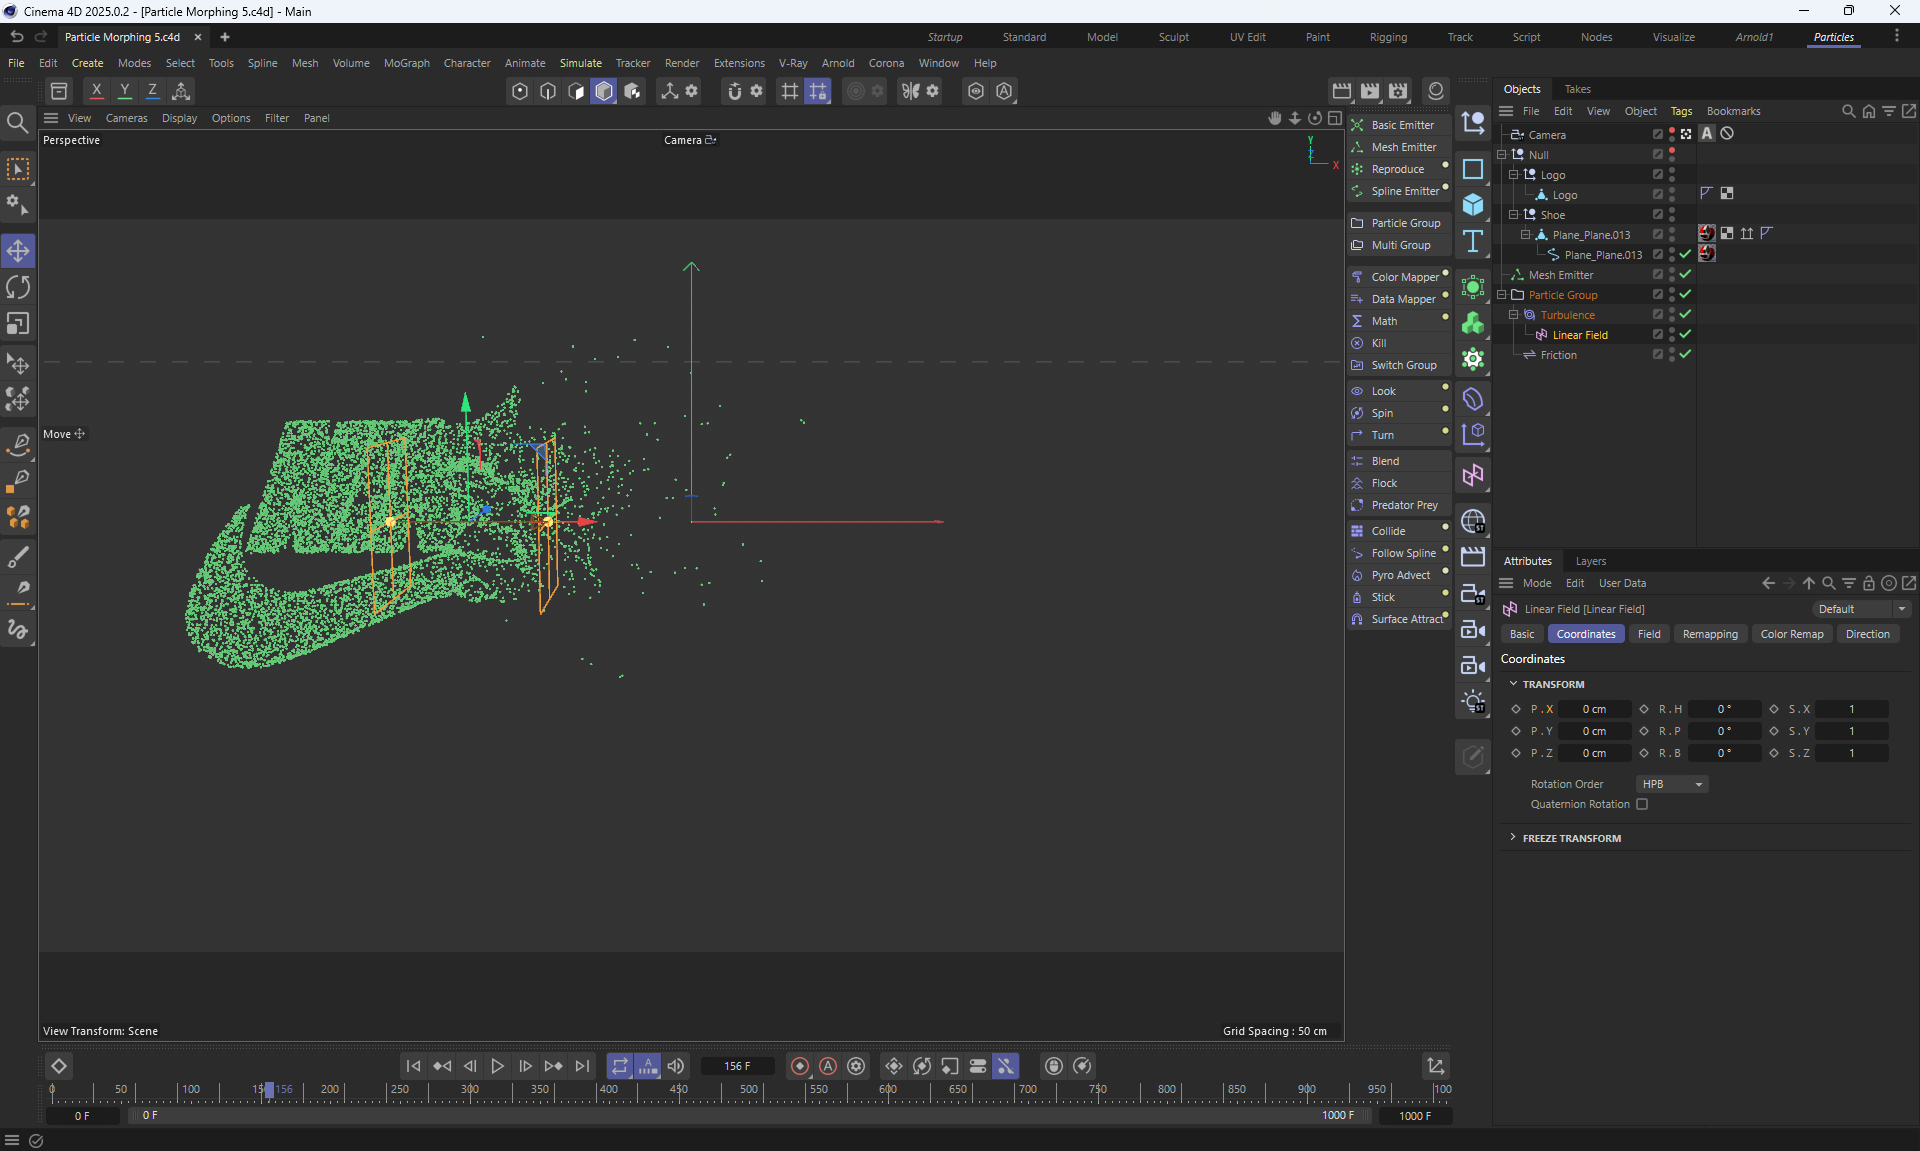 Cinema 4D 2025.0.2 - [Particle Morphing 5.c4d] - Main
Particle Morphing 5.c4d
Startup Standard Model Sculpt UV Edit Paint Rigging Track Script Nodes Visualize Arnold1 Particles
File Edit Create Modes Select Tools Spline Mesh Volume MoGraph Character Animate Simulate Tracker Render Extensions V-Ray Arnold Corona Window Help
X Y Z
View Cameras Display Options Filter Panel
Perspective
Camera
Y
Z
X
Move
View Transform: Scene
Grid Spacing : 50 cm
Basic Emitter
Mesh Emitter
Reproduce
Spline Emitter
Particle Group
Multi Group
Color Mapper
Data Mapper
Math
Kill
Switch Group
Look
Spin
Turn
Blend
Flock
Predator Prey
Collide
Follow Spline
Pyro Advect
Stick
Surface Attract
Objects Takes
File Edit View Object Tags Bookmarks
Camera
Null
Logo
Logo
Shoe
Plane_Plane.013
Plane_Plane.013
Mesh Emitter
Particle Group
Turbulence
Linear Field
Friction
Attributes Layers
Mode Edit User Data
Linear Field [Linear Field]
Default
Basic Coordinates Field Remapping Color Remap Direction
Coordinates
TRANSFORM
P . X 0 cm R . H 0 ° S . X 1
P . Y 0 cm R . P 0 ° S . Y 1
P . Z 0 cm R . B 0 ° S . Z 1
Rotation Order HPB
Quaternion Rotation
FREEZE TRANSFORM
156 F
0 50 100 15 156 200 250 300 350 400 450 500 550 600 650 700 750 800 850 900 950 100
0 F
0 F
1000 F
1000 F